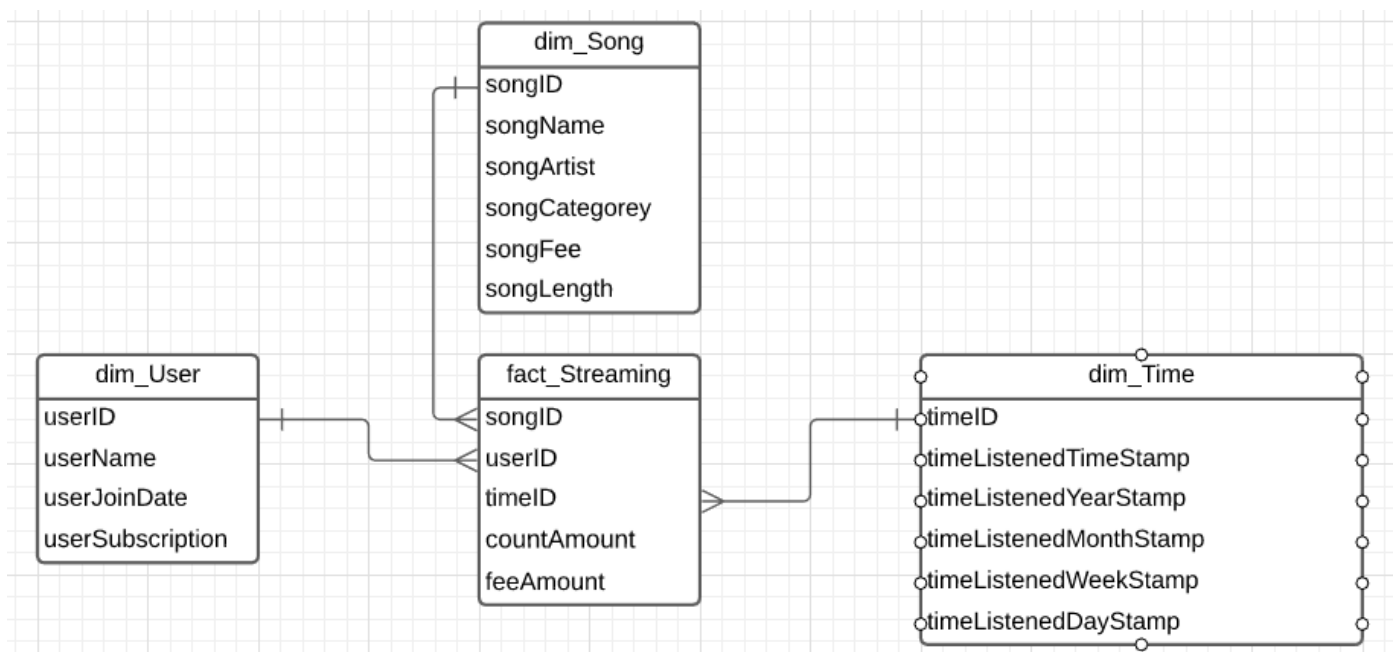 dim_Song
songID
songName
songArtist
songCategorey
songFee
songLength
dim_User
userID
userName
userJoinDate
userSubscription
fact_Streaming
songID
userID
timeID
countAmount
feeAmount
dim_Time
timeID
timeListenedTimeStamp
timeListenedYearStamp
timeListenedMonthStamp
timeListenedWeekStamp
timeListenedDayStamp